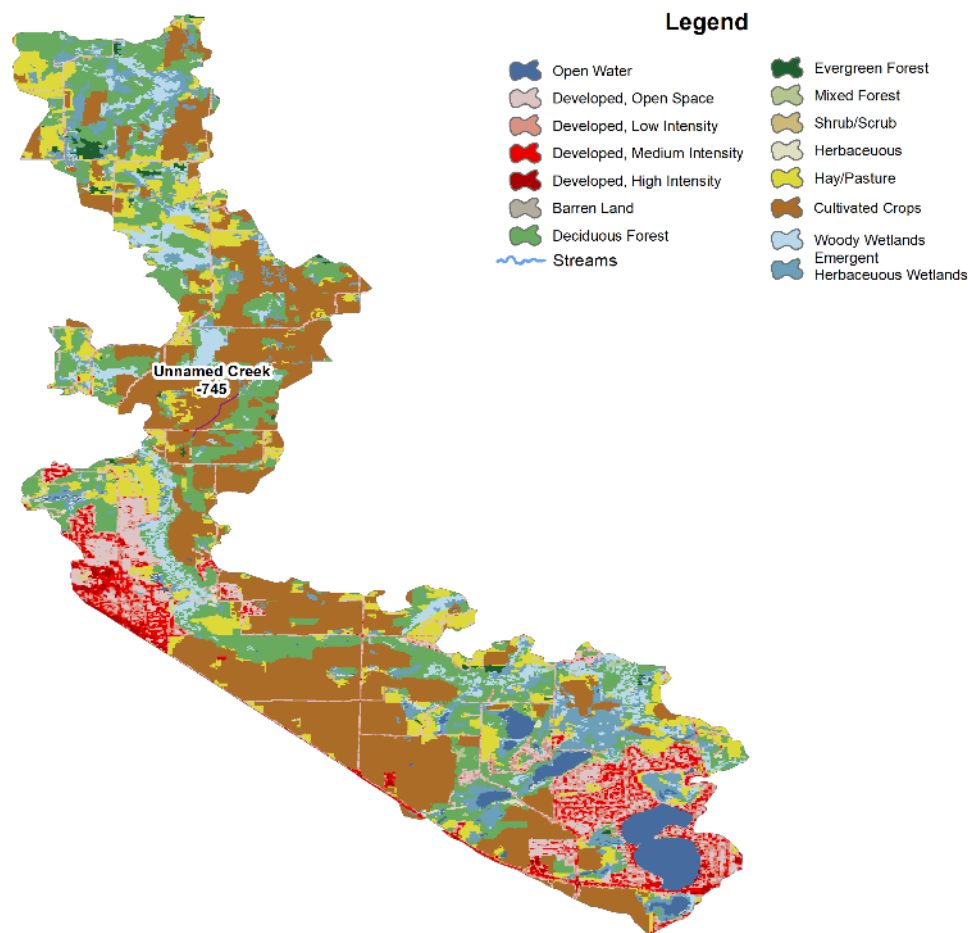 Legend
Open Water
Developed, Open Space
Developed, Low Intensity
Developed, Medium Intensity
Developed, High Intensity
Barren Land
Deciduous Forest
Streams
Evergreen Forest
Mixed Forest
Shrub/Scrub
Herbaceuous
Hay/Pasture
Cultivated Crops
Woody Wetlands
Emergent
Herbaceuous Wetlands
Unnamed Creek
-745